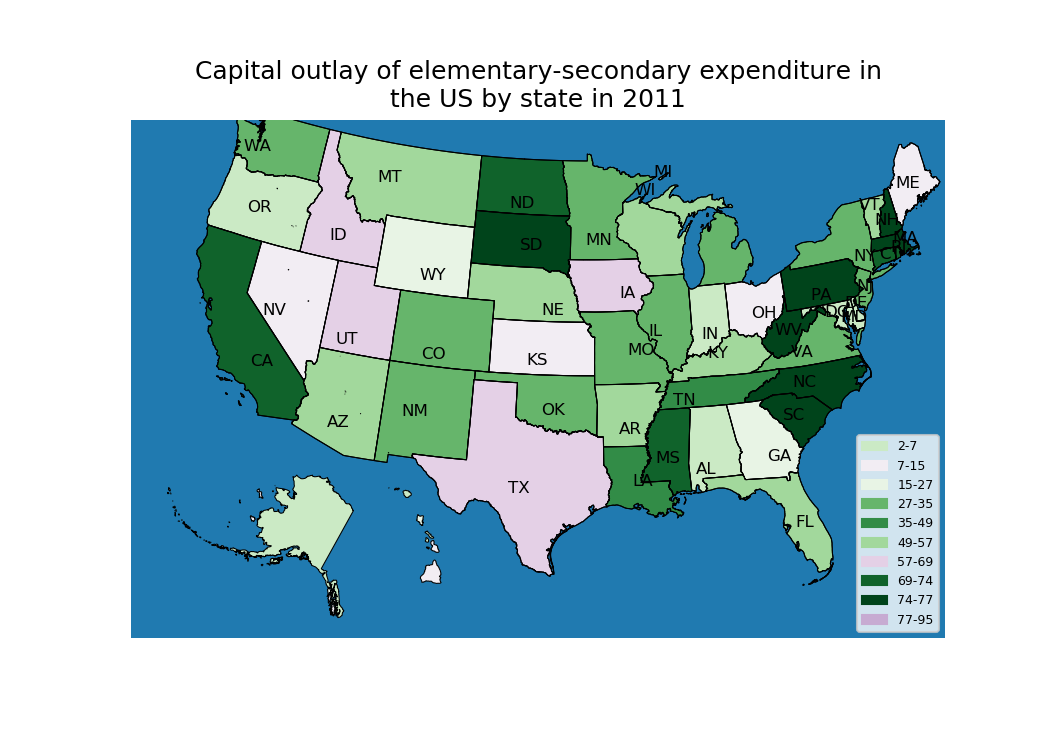 Capital outlay of elementary-secondary expenditure in
the US by state in 2011
WA
MT
ND
MN
WI
MI
ME
VT
NH
MA
OR
ID
SD
WY
NY
CT
NE
IA
PA
NV
UT
CO
KS
MO
IL
IN
OH
WV
VA
KY
DC
CA
AZ
NM
OK
AR
TN
NC
SC
TX
LA
MS
AL
GA
FL
2-7
7-15
15-27
27-35
35-49
49-57
57-69
69-74
74-77
77-95